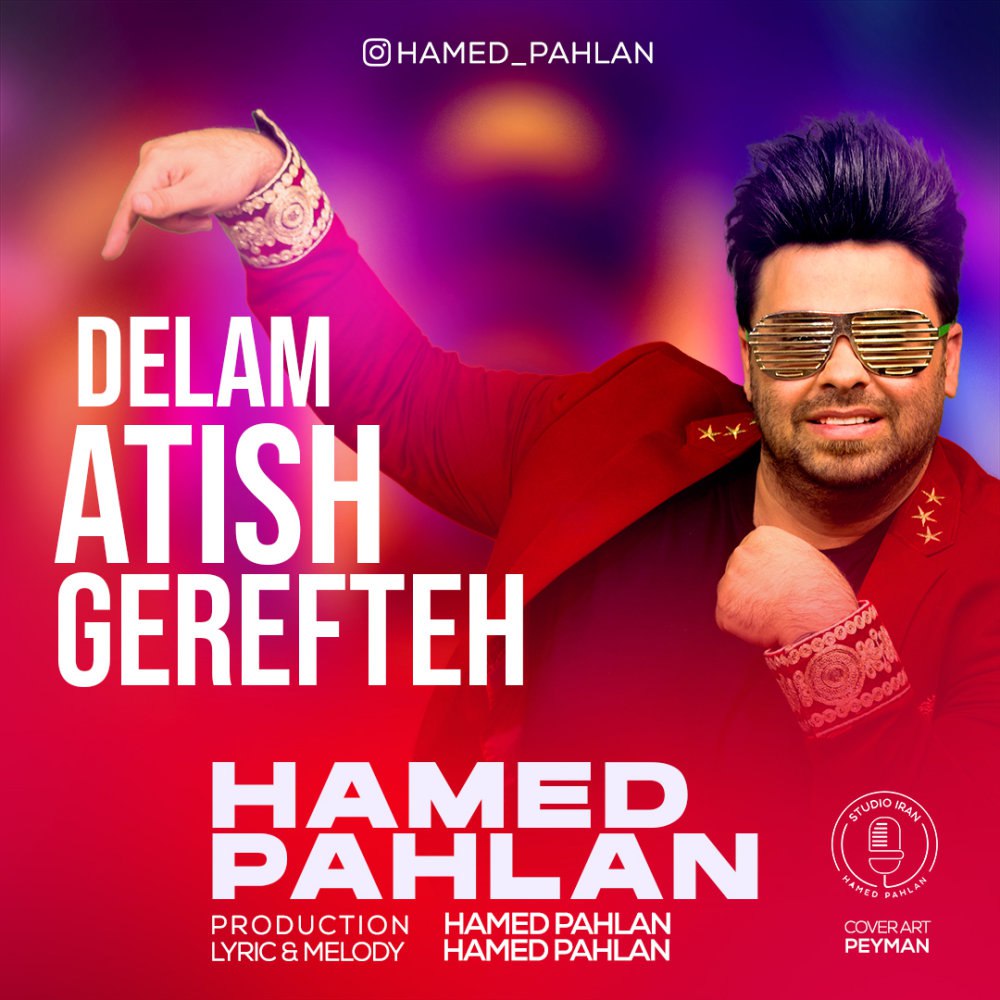 HAMED_PAHLAN
DELAM
ATISH
GEREFTEH
HAMED
PAHLAN
PRODUCTION HAMED PAHLAN
LYRIC & MELODY HAMED PAHLAN
STUDIO IRAN
HAMED PAHLAN
COVER ART
PEYMAN